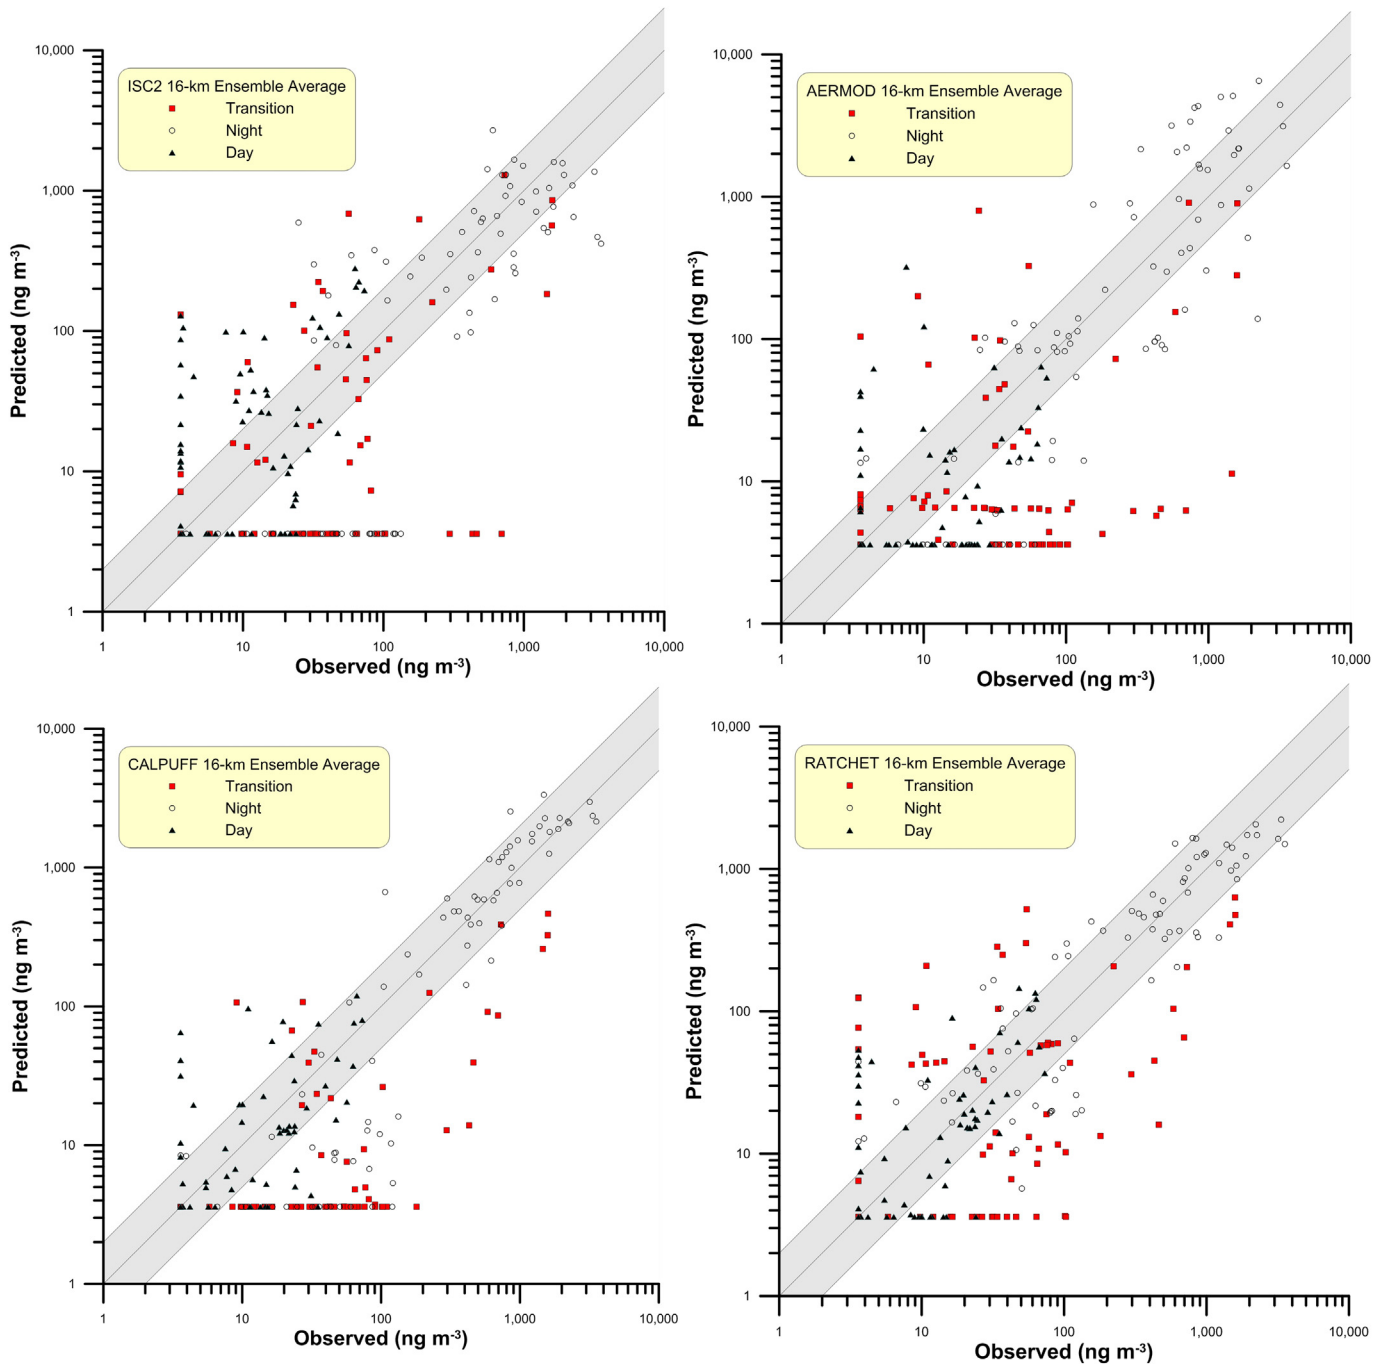 ISC2 16-km Ensemble Average
Transition
Night
Day
10,000
1,000
100
10
1
Predicted (ng m-3)
1
10
100
1,000
10,000
Observed (ng m-3)
AERMOD 16-km Ensemble Average
Transition
Night
Day
10,000
1,000
100
10
1
Predicted (ng m-3)
1
10
100
1,000
10,000
Observed (ng m-3)
CALPUFF 16-km Ensemble Average
Transition
Night
Day
10,000
1,000
100
10
1
Predicted (ng m-3)
1
10
100
1,000
10,000
Observed (ng m-3)
RATCHET 16-km Ensemble Average
Transition
Night
Day
10,000
1,000
100
10
1
Predicted (ng m-3)
1
10
100
1,000
10,000
Observed (ng m-3)